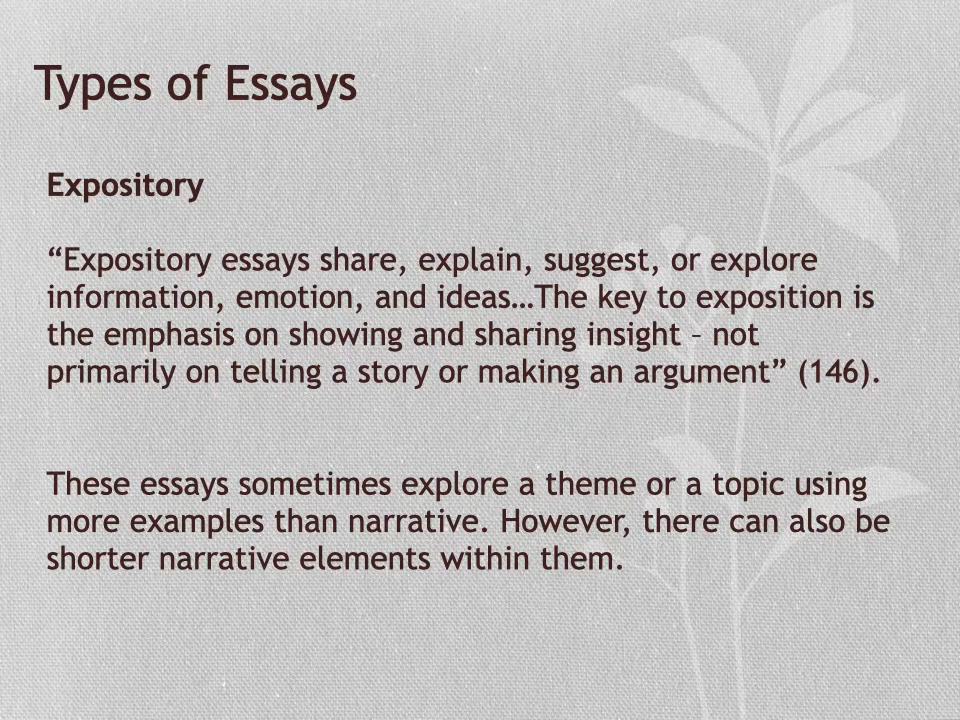 Types of Essays
Expository
“Expository essays share, explain, suggest, or explore
information, emotion, and ideas…The key to exposition is
the emphasis on showing and sharing insight – not
primarily on telling a story or making an argument” (146).
These essays sometimes explore a theme or a topic using
more examples than narrative. However, there can also be
shorter narrative elements within them.